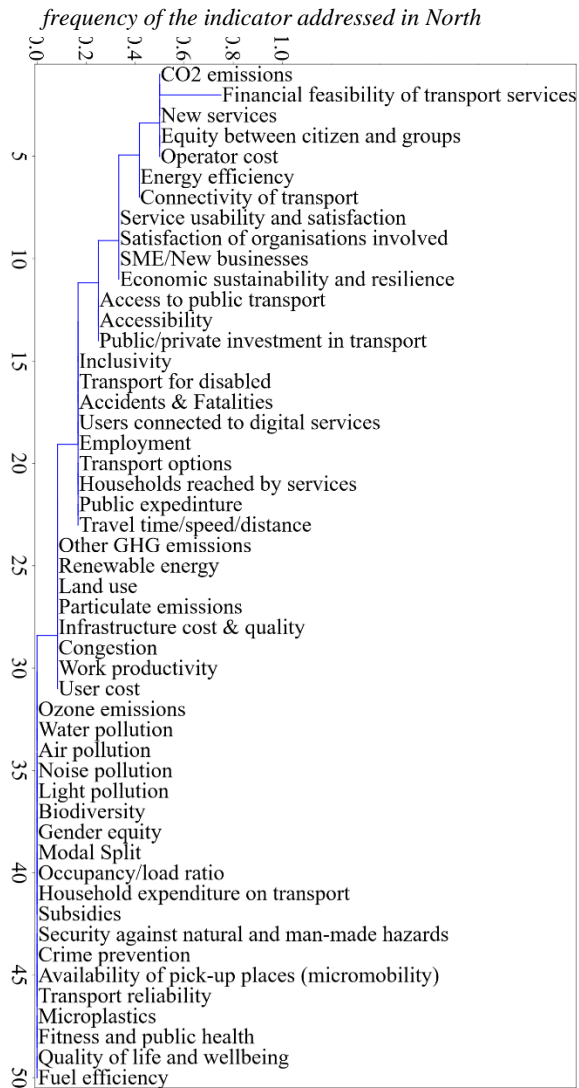 frequency of the indicator addressed in North
0.0 0.2 0.4 0.6 0.8 1.0
CO2 emissions
Financial feasibility of transport services
New services
Equity between citizen and groups
5 Operator cost
Energy efficiency
Connectivity of transport
Service usability and satisfaction
Satisfaction of organisations involved
10 SME/New businesses
Economic sustainability and resilience
Access to public transport
Accessibility
Public/private investment in transport
15 Inclusivity
Transport for disabled
Accidents & Fatalities
Users connected to digital services
Employment
20 Transport options
Households reached by services
Public expedinture
Travel time/speed/distance
Other GHG emissions
25 Renewable energy
Land use
Particulate emissions
Infrastructure cost & quality
Congestion
30 Work productivity
User cost
Ozone emissions
Water pollution
Air pollution
35 Noise pollution
Light pollution
Biodiversity
Gender equity
Modal Split
40 Occupancy/load ratio
Household expenditure on transport
Subsidies
Security against natural and man-made hazards
Crime prevention
45 Availability of pick-up places (micromobility)
Transport reliability
Microplastics
Fitness and public health
Quality of life and wellbeing
50 Fuel efficiency